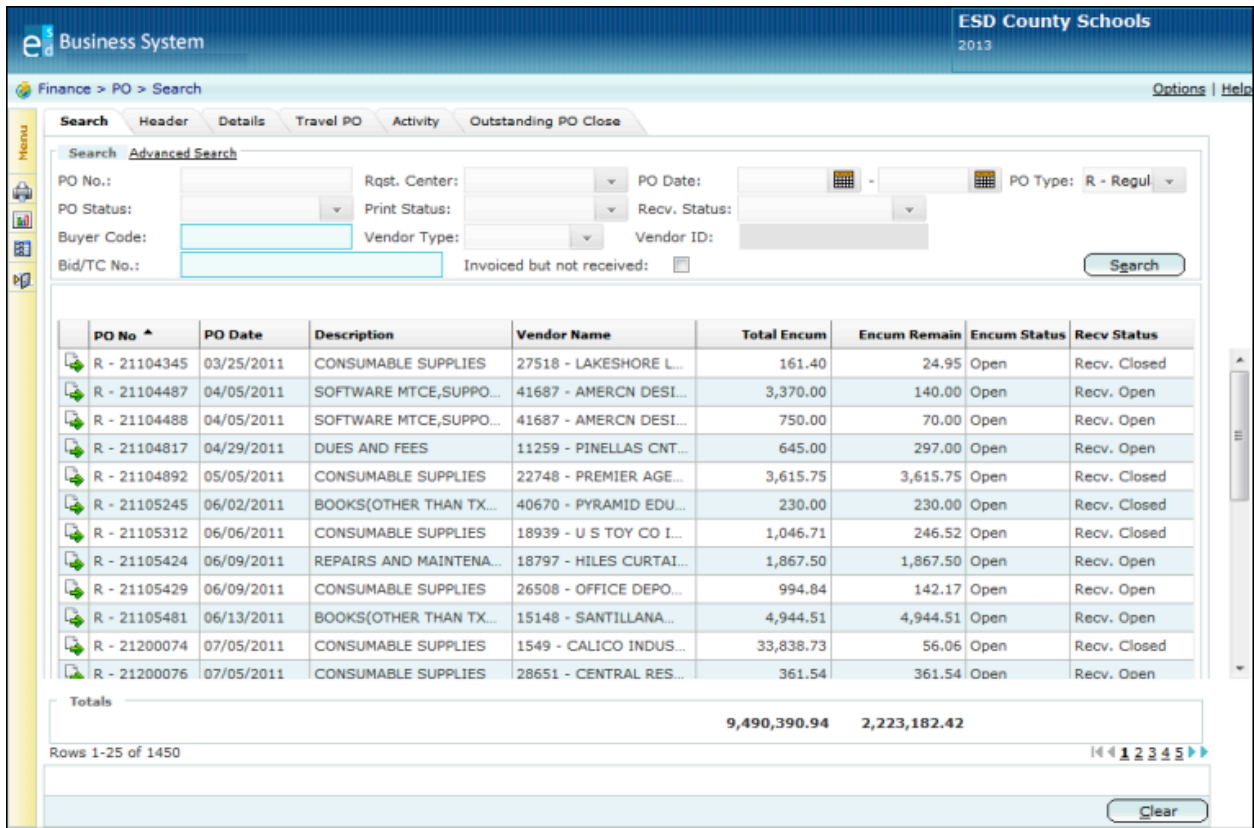 ESD County Schools
esd Business System
2013
Finance > PO > Search Options | Help
Menu
Search Header Details Travel PO Activity Outstanding PO Close
Search Advanced Search
PO No.: Rqst. Center: PO Date: - PO Type: R - Regul
PO Status: Print Status: Recv. Status:
Buyer Code: Vendor Type: Vendor ID:
Bid/TC No.: Invoiced but not received: Search
PO No PO Date Description Vendor Name Total Encum Encum Remain Encum Status Recv Status
R - 21104345 03/25/2011 CONSUMABLE SUPPLIES 27518 - LAKESHORE L... 161.40 24.95 Open Recv. Closed
R - 21104487 04/05/2011 SOFTWARE MTCE,SUPPO... 41687 - AMERCN DESI... 3,370.00 140.00 Open Recv. Open
R - 21104488 04/05/2011 SOFTWARE MTCE,SUPPO... 41687 - AMERCN DESI... 750.00 70.00 Open Recv. Open
R - 21104817 04/29/2011 DUES AND FEES 11259 - PINELLAS CNT... 645.00 297.00 Open Recv. Open
R - 21104892 05/05/2011 CONSUMABLE SUPPLIES 22748 - PREMIER AGE... 3,615.75 3,615.75 Open Recv. Open
R - 21105245 06/02/2011 BOOKS(OTHER THAN TX... 40670 - PYRAMID EDU... 230.00 230.00 Open Recv. Open
R - 21105312 06/06/2011 CONSUMABLE SUPPLIES 18939 - U S TOY CO I... 1,046.71 246.52 Open Recv. Closed
R - 21105424 06/09/2011 REPAIRS AND MAINTENA... 18797 - HILES CURTAI... 1,867.50 1,867.50 Open Recv. Open
R - 21105429 06/09/2011 CONSUMABLE SUPPLIES 26508 - OFFICE DEPO... 994.84 142.17 Open Recv. Open
R - 21105481 06/13/2011 BOOKS(OTHER THAN TX... 15148 - SANTILLANA... 4,944.51 4,944.51 Open Recv. Open
R - 21200074 07/05/2011 CONSUMABLE SUPPLIES 1549 - CALICO INDUS... 33,838.73 56.06 Open Recv. Closed
R - 21200076 07/05/2011 CONSUMABLE SUPPLIES 28651 - CENTRAL RES... 361.54 361.54 Open Recv. Open
Totals
9,490,390.94 2,223,182.42
Rows 1-25 of 1450 1 2 3 4 5
Clear